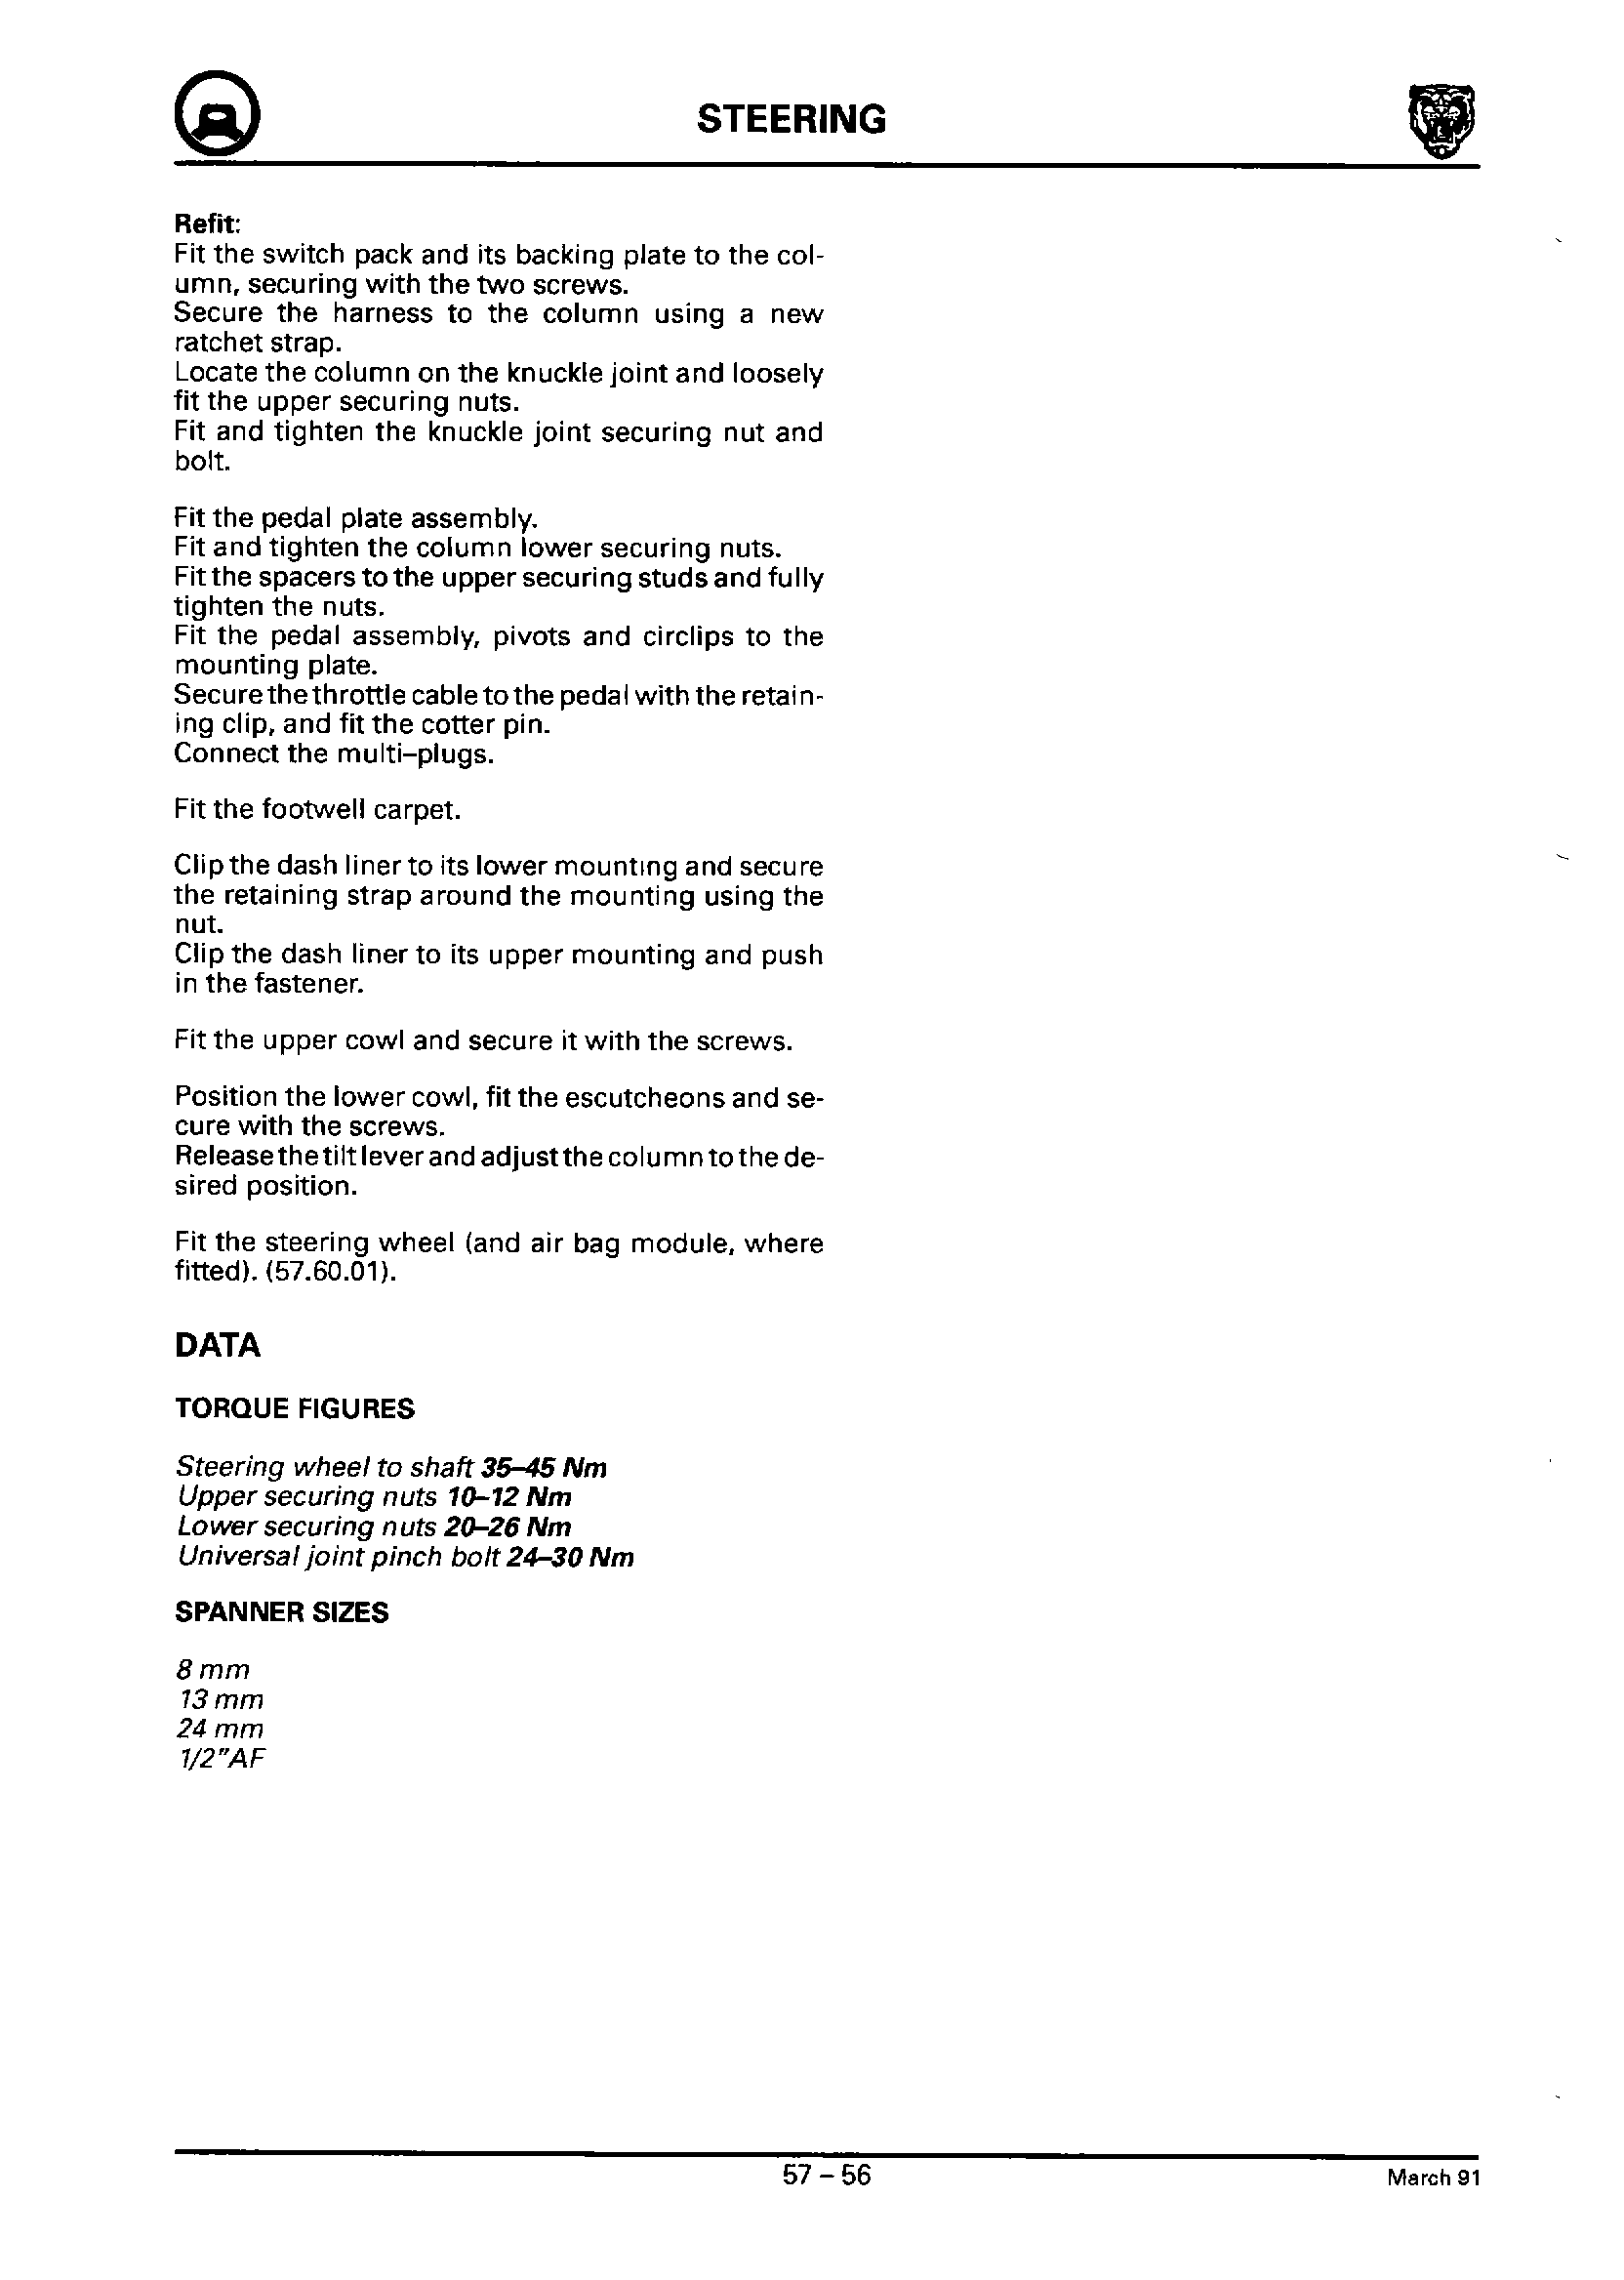 STEERING
Refit:
Fit the switch pack and its backing plate to the col-
umn, securing with the two screws.
Secure the harness to the column using a new
ratchet strap.
Locate the column on the knuckle joint and loosely
fit the upper securing nuts.
Fit and tighten the knuckle joint securing nut and
bolt.
Fit the pedal plate assembly.
Fit and tighten the column lower securing nuts.
Fit the spacers to the upper securing studs and fully
tighten the nuts.
Fit the pedal assembly, pivots and circlips to the
mounting plate.
Secure the throttle cable to the pedal with the retain-
ing clip, and fit the cotter pin.
Connect the multi–plugs.
Fit the footwell carpet.
Clip the dash liner to its lower mounting and secure
the retaining strap around the mounting using the
nut.
Clip the dash liner to its upper mounting and push
in the fastener.
Fit the upper cowl and secure it with the screws.
Position the lower cowl, fit the escutcheons and se-
cure with the screws.
Release the tilt lever and adjust the column to the de-
sired position.
Fit the steering wheel (and air bag module, where
fitted). (57.60.01).
DATA
TORQUE FIGURES
Steering wheel to shaft 35–45 Nm
Upper securing nuts 10–12 Nm
Lower securing nuts 20–26 Nm
Universal joint pinch bolt 24–30 Nm
SPANNER SIZES
8 mm
13 mm
24 mm
1/2"AF
57 – 56
March 91